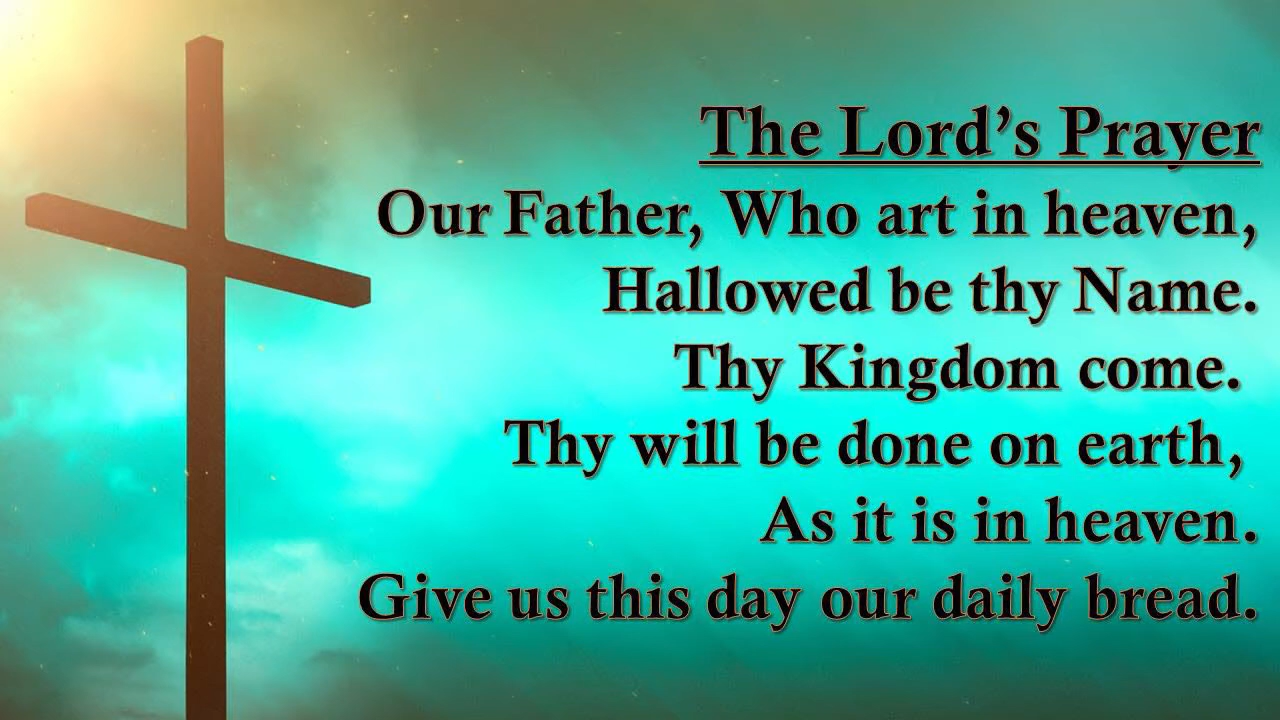 The Lord’s Prayer
Our Father, Who art in heaven,
Hallowed be thy Name.
Thy Kingdom come.
Thy will be done on earth,
As it is in heaven.
Give us this day our daily bread.